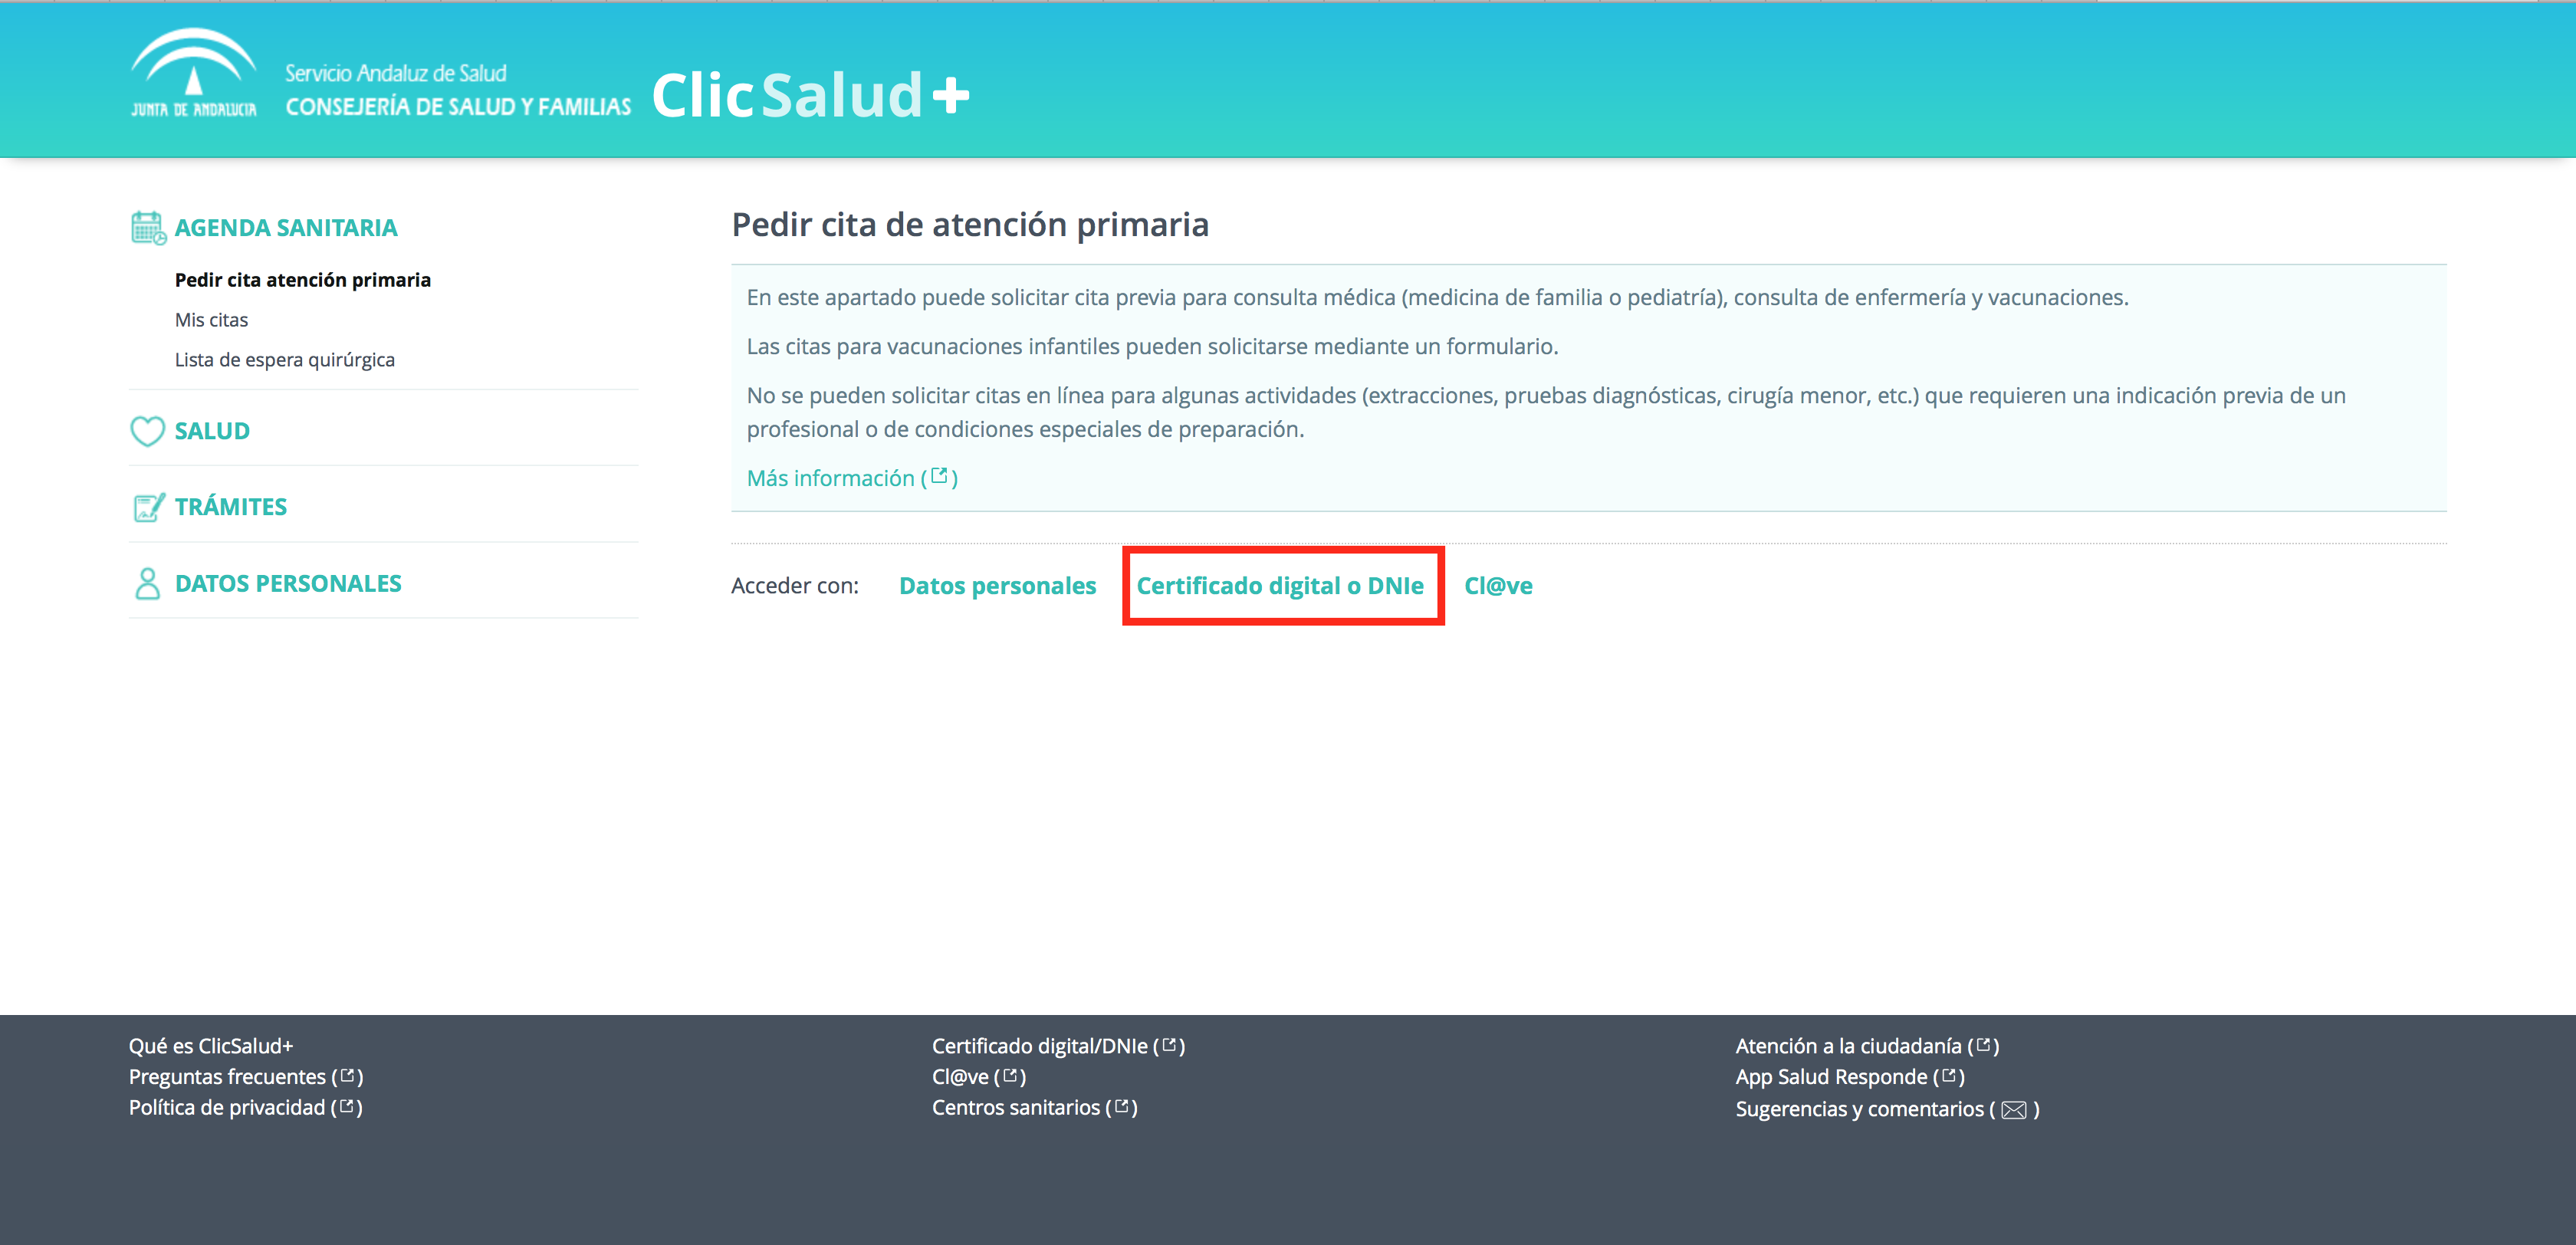 JUNTA DE ANDALUCIA
Servicio Andaluz de Salud
CONSEJERÍA DE SALUD Y FAMILIAS
ClicSalud+
AGENDA SANITARIA
Pedir cita atención primaria
Mis citas
Lista de espera quirúrgica
SALUD
TRÁMITES
DATOS PERSONALES
Pedir cita de atención primaria
En este apartado puede solicitar cita previa para consulta médica (medicina de familia o pediatría), consulta de enfermería y vacunaciones.
Las citas para vacunaciones infantiles pueden solicitarse mediante un formulario.
No se pueden solicitar citas en línea para algunas actividades (extracciones, pruebas diagnósticas, cirugía menor, etc.) que requieren una indicación previa de un
profesional o de condiciones especiales de preparación.
Más información ( )
Acceder con: Datos personales Certificado digital o DNIe Cl@ve
Qué es ClicSalud+
Preguntas frecuentes ( )
Política de privacidad ( )
Certificado digital/DNIe ( )
Cl@ve ( )
Centros sanitarios ( )
Atención a la ciudadanía ( )
App Salud Responde ( )
Sugerencias y comentarios ( )